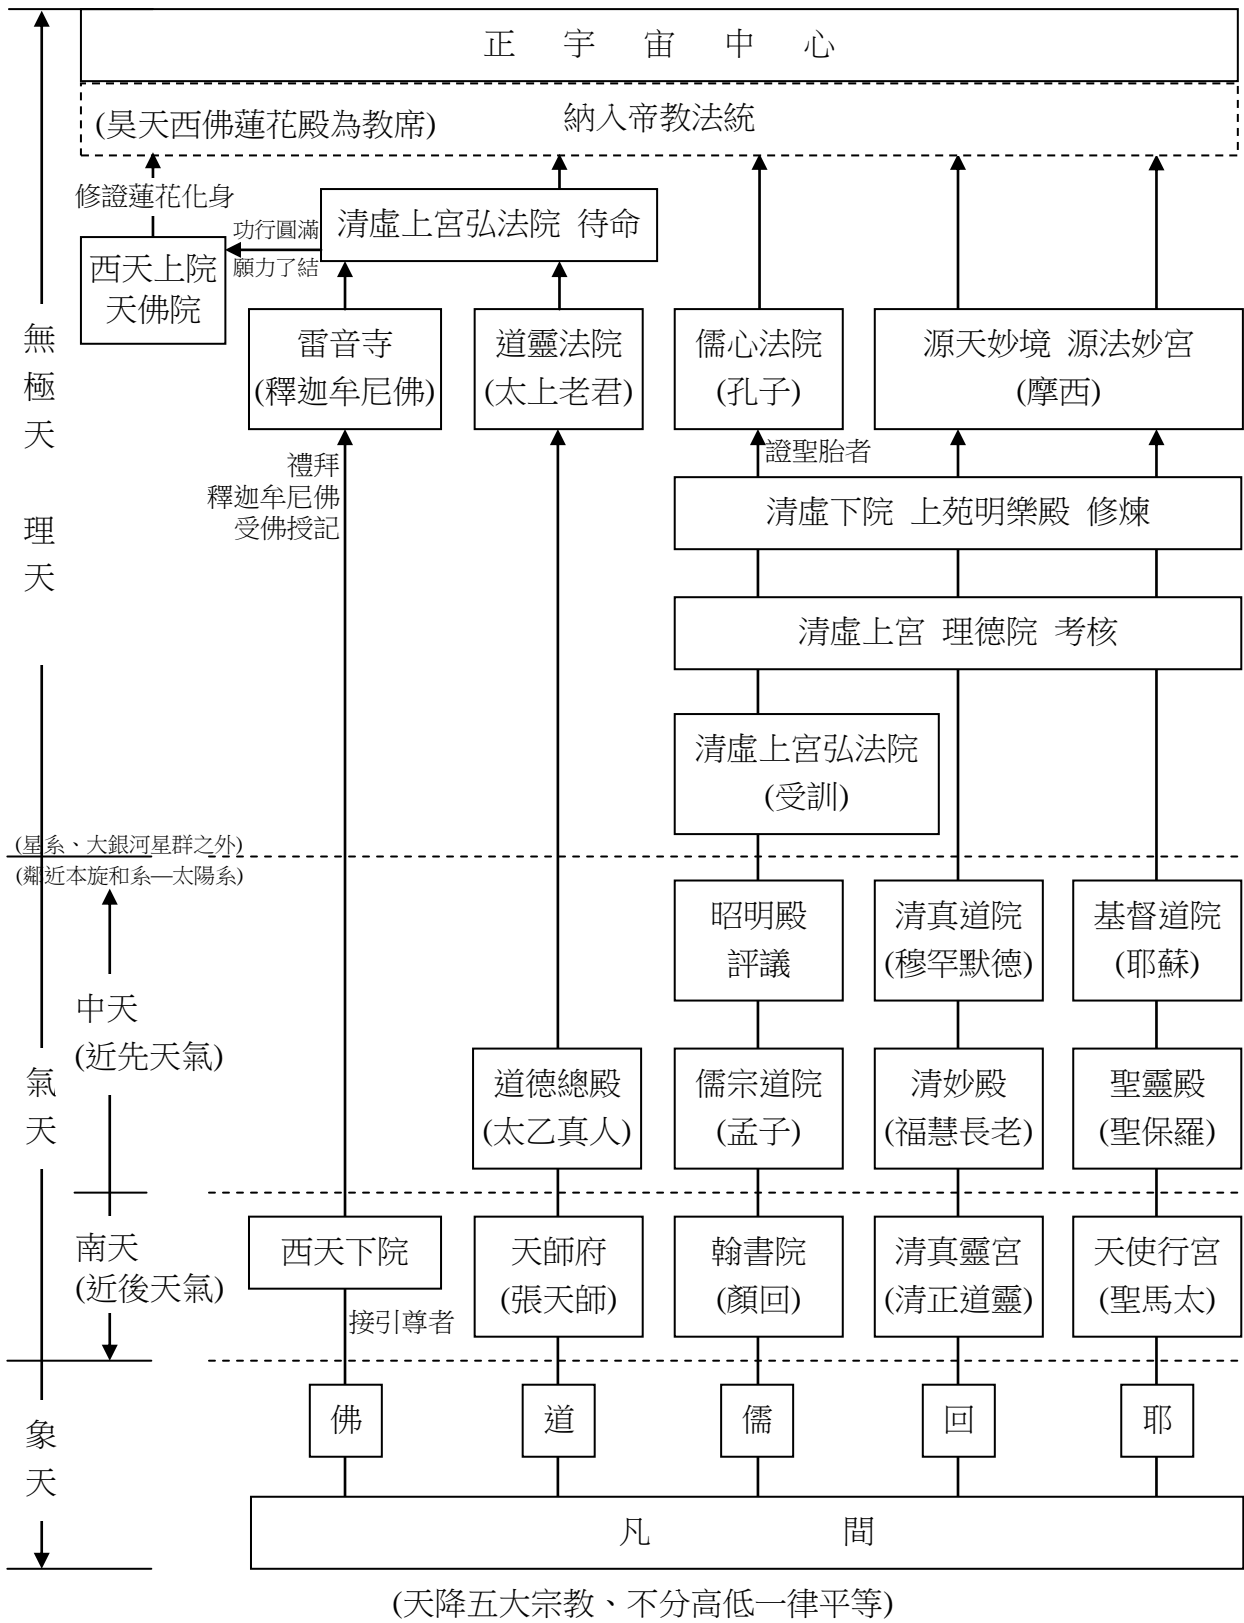 正 宇 宙 中 心
(昊天西佛蓮花殿為教席) 納入帝教法統
修證蓮花化身
清虛上宮弘法院 待命
功行圓滿
願力了結
西天上院
天佛院
雷音寺
(釋迦牟尼佛)
道靈法院
(太上老君)
儒心法院
(孔子)
源天妙境 源法妙宮
(摩西)
無極天 理天
禮拜
釋迦牟尼佛
受佛授記
證聖胎者
清虛下院 上苑明樂殿 修煉
清虛上宮 理德院 考核
清虛上宮弘法院
(受訓)
(星系、大銀河星群之外)
(鄰近本旋和系—太陽系)
昭明殿
評議
清真道院
(穆罕默德)
基督道院
(耶蘇)
中天
(近先天氣)
氣天
道德總殿
(太乙真人)
儒宗道院
(孟子)
清妙殿
(福慧長老)
聖靈殿
(聖保羅)
南天
(近後天氣)
西天下院
接引尊者
天師府
(張天師)
翰書院
(顏回)
清真靈宮
(清正道靈)
天使行宮
(聖馬太)
象天
佛 道 儒 回 耶
凡 間
(天降五大宗教、不分高低一律平等)